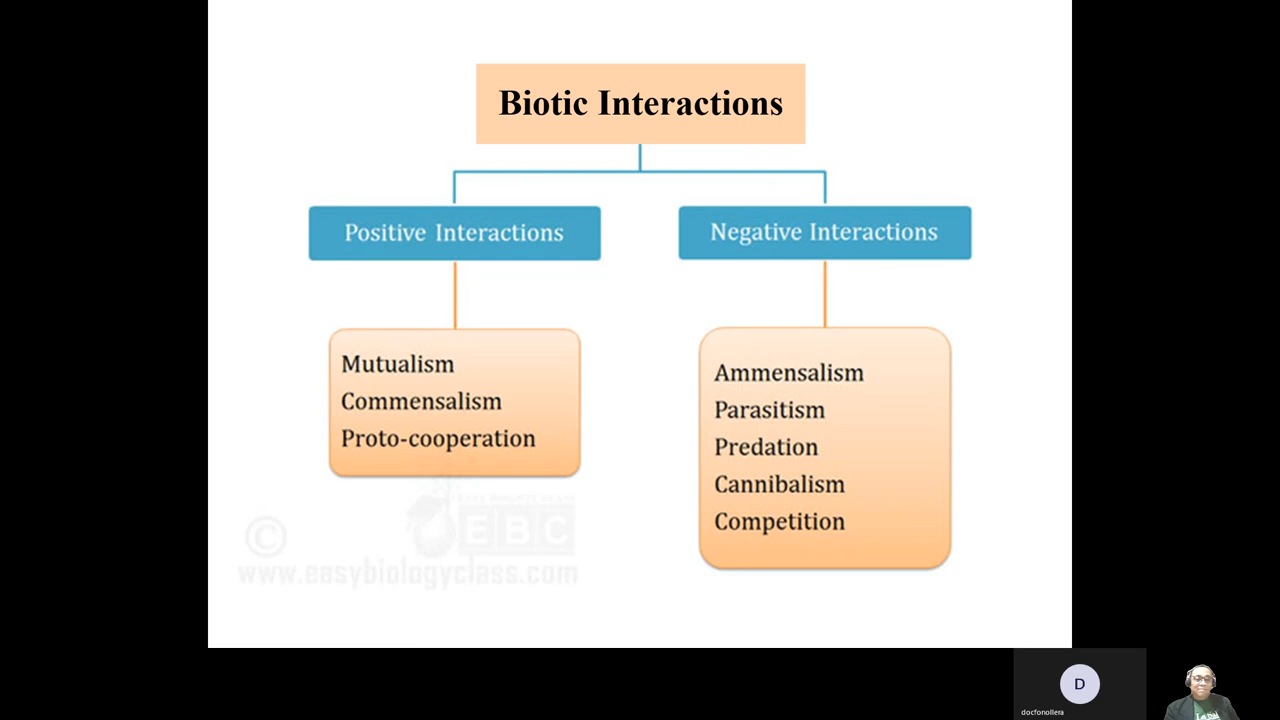 Biotic Interactions
Positive Interactions
Negative Interactions
Mutualism
Commensalism
Proto-cooperation
Ammensalism
Parasitism
Predation
Cannibalism
Competition
©
EBC
www.easybiologyclass.com
D
docfonollera